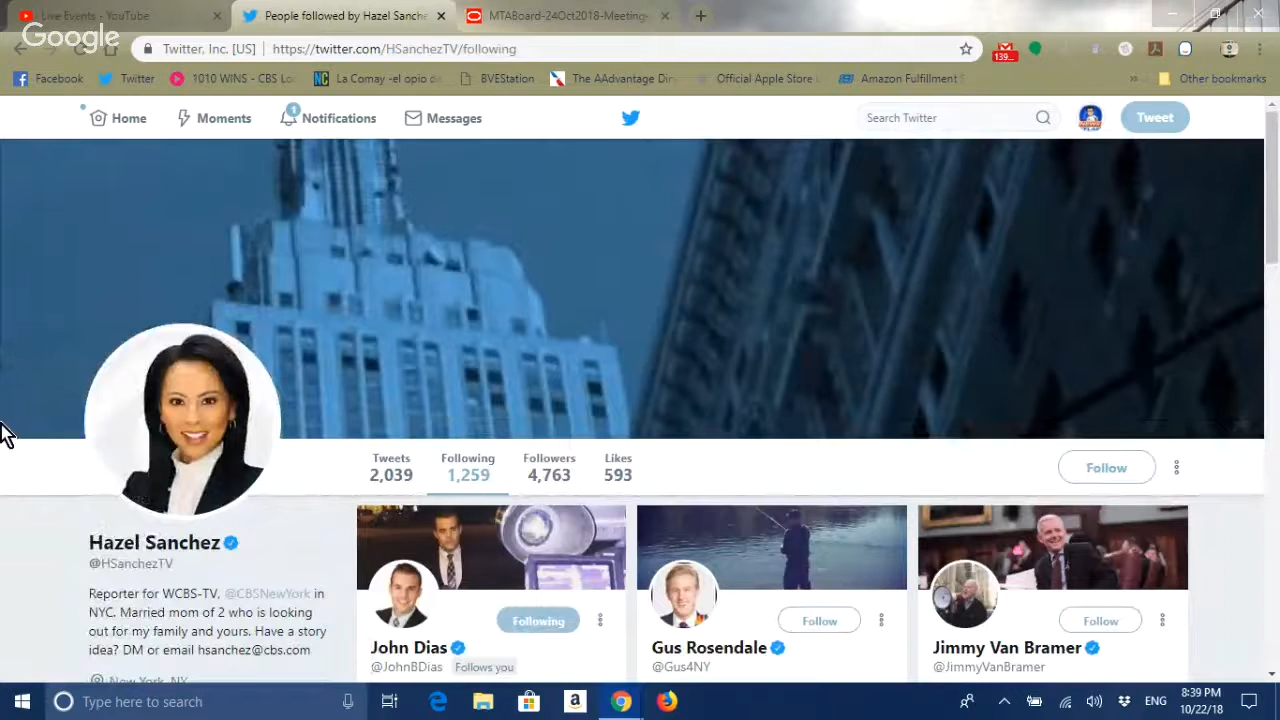 Live Events - YouTube
People followed by Hazel Sanche
MTABoard-24Oct2018-Meeting-
Google
Twitter, Inc. [US]
https://twitter.com/HSanchezTV/following
139...
Facebook
Twitter
1010 WINS - CBS Lo
La Comay -el opio de
BVEStation
The AAdvantage Din
Official Apple Store
Amazon Fulfillment S
Other bookmarks
Home
Moments
1
Notifications
Messages
Search Twitter
Tweet
Tweets
2,039
Following
1,259
Followers
4,763
Likes
593
Follow
Hazel Sanchez
@HSanchezTV
Reporter for WCBS-TV, @CBSNewYork in
NYC. Married mom of 2 who is looking
out for my family and yours. Have a story
idea? DM or email hsanchez@cbs.com
New York, NY
Following
John Dias
@JohnBDias Follows you
Follow
Gus Rosendale
@Gus4NY
Follow
Jimmy Van Bramer
@JimmyVanBramer
Type here to search
a
ENG
8:39 PM
10/22/18